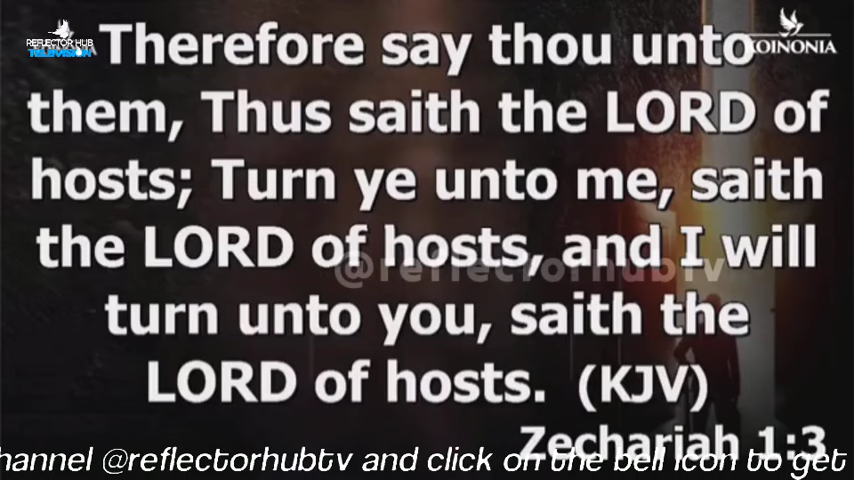 REFLECTOR HUB
TELEVISION
KOINONIA
Therefore say thou unto
them, Thus saith the LORD of
hosts; Turn ye unto me, saith
the LORD of hosts, and I will
@reflectorhubtv
turn unto you, saith the
LORD of hosts. (KJV)
Zechariah 1:3
hannel @reflectorhubtv and click on the bell icon to get